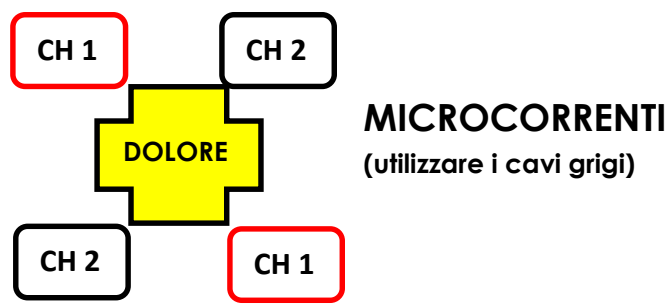 CH 1
CH 2
DOLORE
CH 2
CH 1
MICROCORRENTI
(utilizzare i cavi grigi)